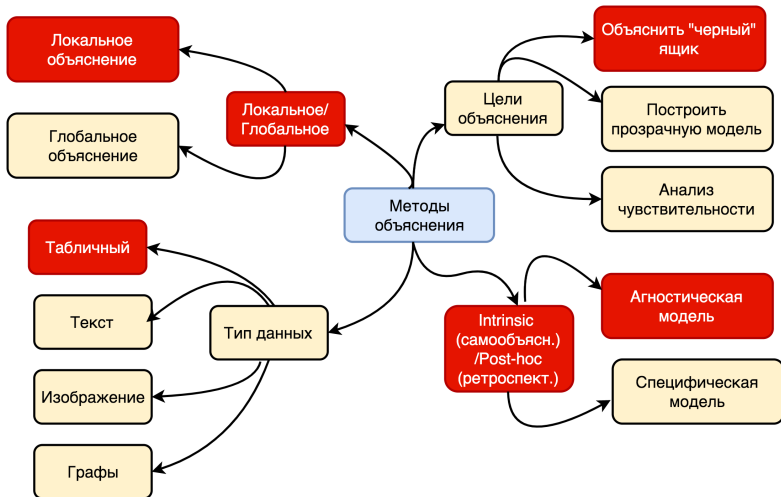 Локальное
объяснение
Глобальное
объяснение
Локальное/
Глобальное
Цели
объяснения
Объяснить "черный"
ящик
Построить
прозрачную модель
Анализ
чувствительности
Методы
объяснения
Табличный
Текст
Изображение
Графы
Тип данных
Intrinsic
(самообъясн.)
/Post-hoc
(ретроспект.)
Агностическая
модель
Специфическая
модель